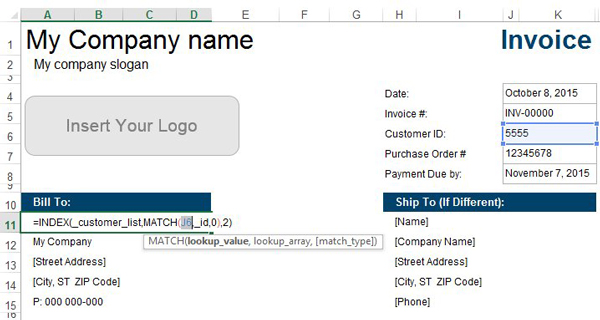 A B C D E F G H I J K
1 My Company name Invoice
2 My company slogan
3
4 Date: October 8, 2015
5 Insert Your Logo Invoice #: INV-00000
6 Customer ID: 5555
7 Purchase Order # 12345678
8 Payment Due by: November 7, 2015
9
10 Bill To: Ship To (If Different):
11 =INDEX(_customer_list,MATCH(J6,_id,0),2) [Name]
12 My Company MATCH(lookup_value, lookup_array, [match_type]) [Company Name]
13 [Street Address] [Street Address]
14 [City, ST ZIP Code] [City, ST ZIP Code]
15 P: 000 000-000 [Phone]